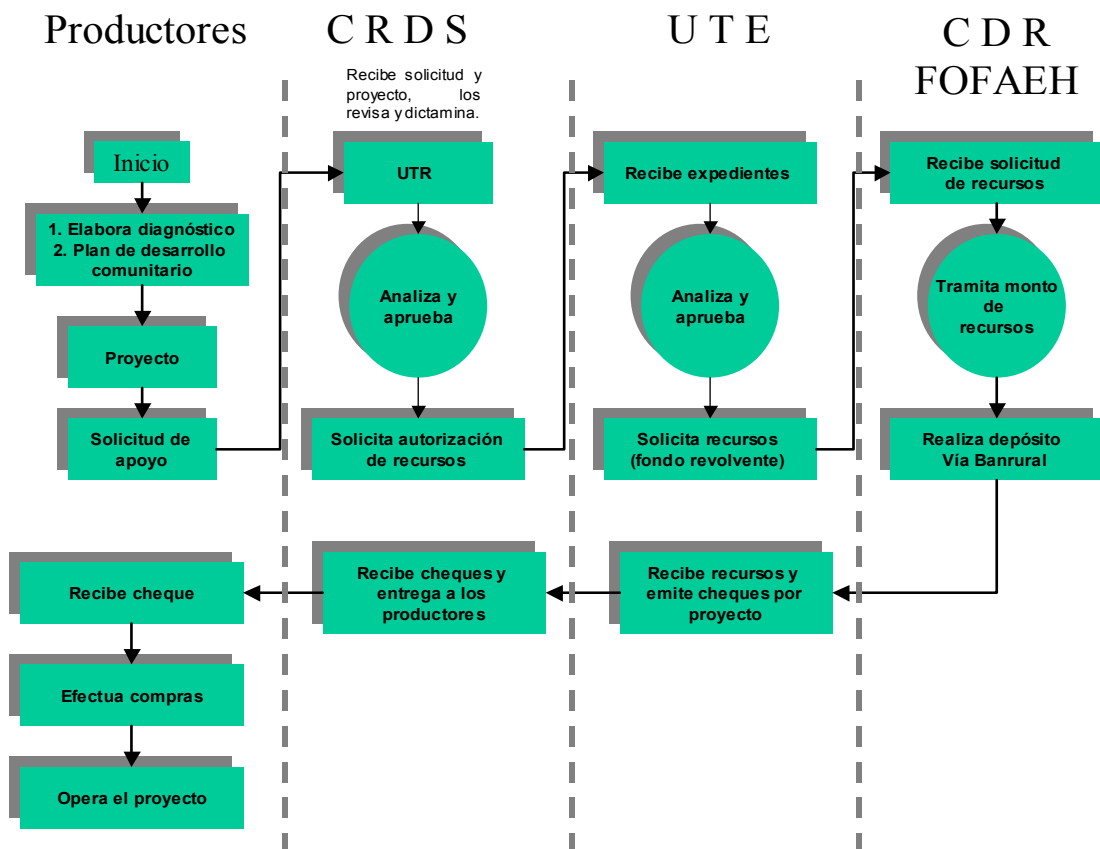 Productores
C R D S
U T E
C D R
FOFAEH
Recibe solicitud y
proyecto, los
revisa y dictamina.
Inicio
1. Elabora diagnóstico
2. Plan de desarrollo
comunitario
Proyecto
Solicitud de
apoyo
UTR
Analiza y
aprueba
Solicita autorización
de recursos
Recibe expedientes
Analiza y
aprueba
Solicita recursos
(fondo revolvente)
Recibe solicitud
de recursos
Tramita monto
de
recursos
Realiza depósito
Vía Banrural
Recibe recursos y
emite cheques por
proyecto
Recibe cheques y
entrega a los
productores
Recibe cheque
Efectua compras
Opera el proyecto